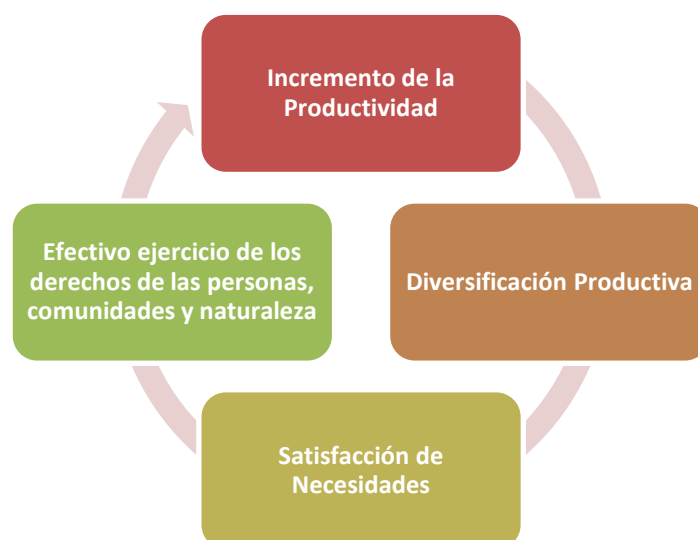 Incremento de la
Productividad
Efectivo ejercicio de los
derechos de las personas,
comunidades y naturaleza
Diversificación Productiva
Satisfacción de
Necesidades